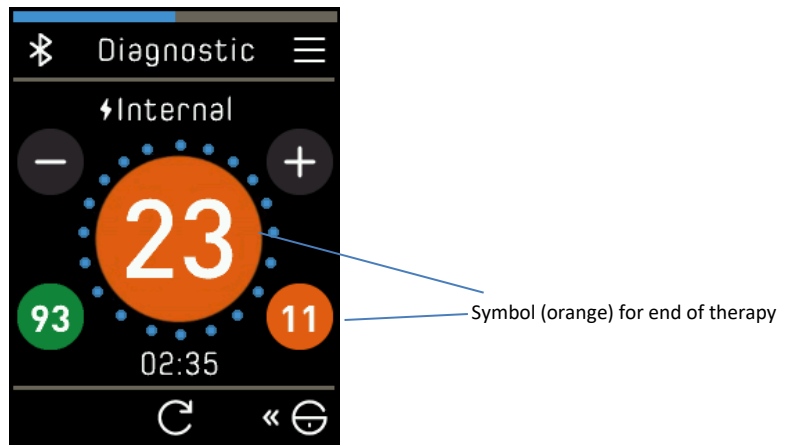 Diagnostic
Internal
23
93
11
Symbol (orange) for end of therapy
02:35
«